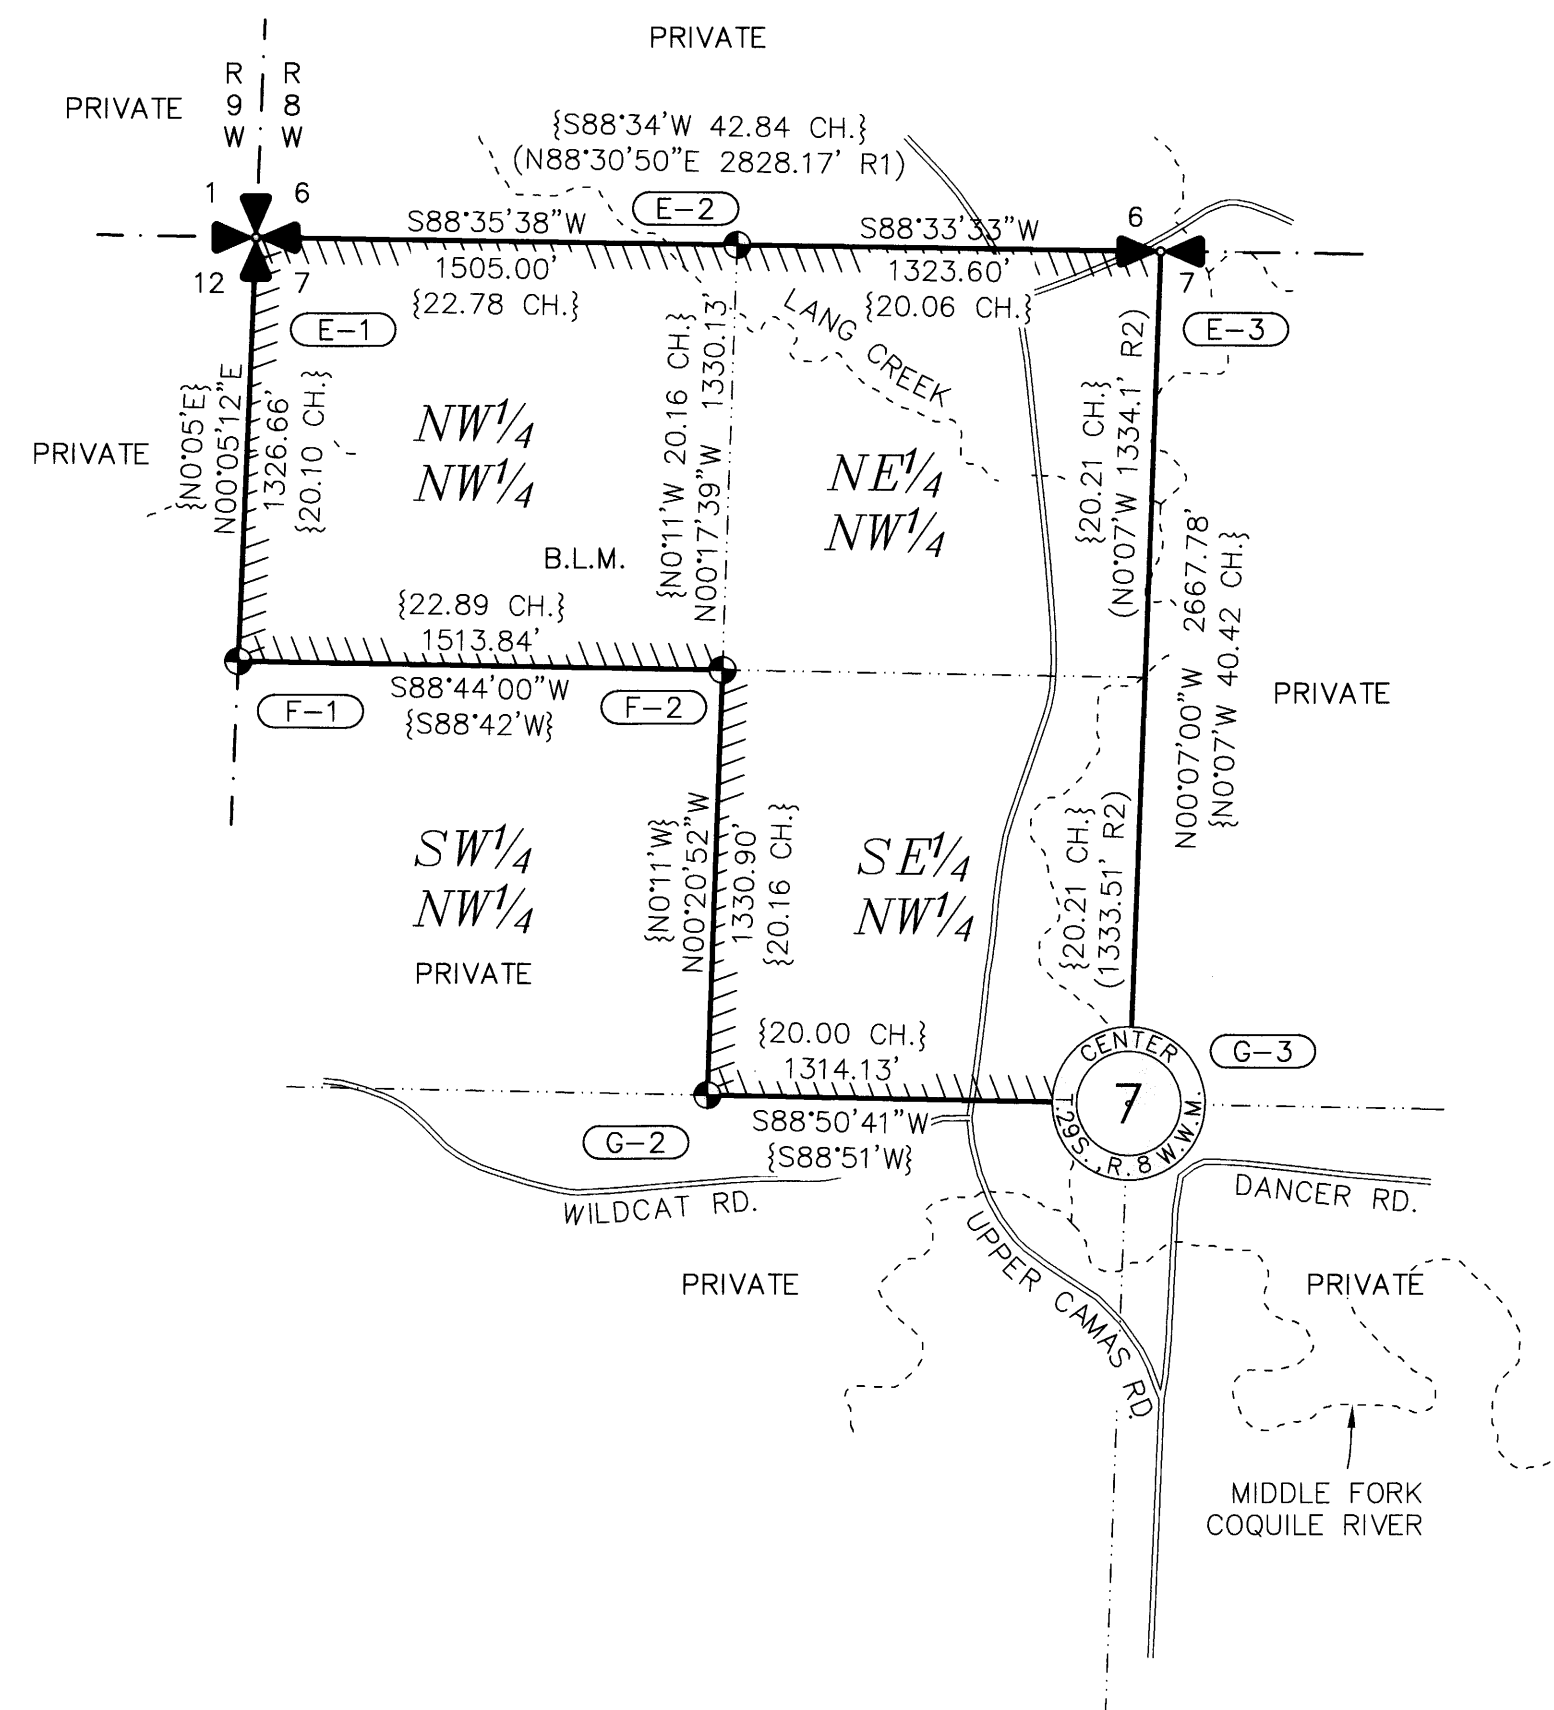 PRIVATE
PRIVATE
R 9 W
R 8 W
{S88°34'W 42.84 CH.}
(N88°30'50"E 2828.17' R1)
1
6
S88°35'38"W
E-2
S88°33'33"W
6
12
7
1505.00'
{22.78 CH.}
1323.60'
{20.06 CH.}
7
E-1
E-3
LANG CREEK
PRIVATE
{N0°05'E}
N00°05'12"E
1326.66'
{20.10 CH.}
NW¼
NW¼
{N0°11'W 20.16 CH.}
N00°17'39"W 1330.13'
NE¼
NW¼
{20.21 CH.}
(N0°07'W 1334.1' R2)
N00°07'00"W 2667.78'
{N0°07'W 40.42 CH.}
B.L.M.
{22.89 CH.}
1513.84'
S88°44'00"W
{S88°42'W}
F-1
F-2
PRIVATE
SW¼
NW¼
PRIVATE
{N0°11'W}
N00°20'52"W
1330.90'
{20.16 CH.}
SE¼
NW¼
{20.21 CH.}
(1333.51' R2)
{20.00 CH.}
1314.13'
S88°50'41"W
{S88°51'W}
G-2
CENTER
7
T.29S., R.8 W.W.M.
G-3
WILDCAT RD.
DANCER RD.
UPPER CAMAS RD.
PRIVATE
PRIVATE
MIDDLE FORK
COQUILE RIVER